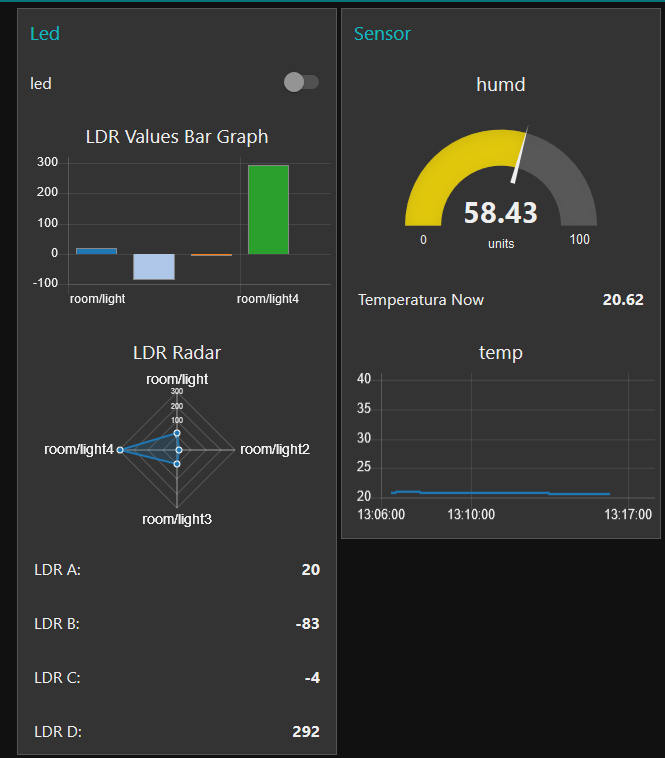 Led
led
LDR Values Bar Graph
300
200
100
0
-100
room/light
room/light4
LDR Radar
room/light
300
200
100
room/light4
room/light2
room/light3
LDR A: 20
LDR B: -83
LDR C: -4
LDR D: 292
Sensor
humd
58.43
0
units
100
Temperatura Now 20.62
temp
40
35
30
25
20
13:06:00 13:10:00 13:17:00